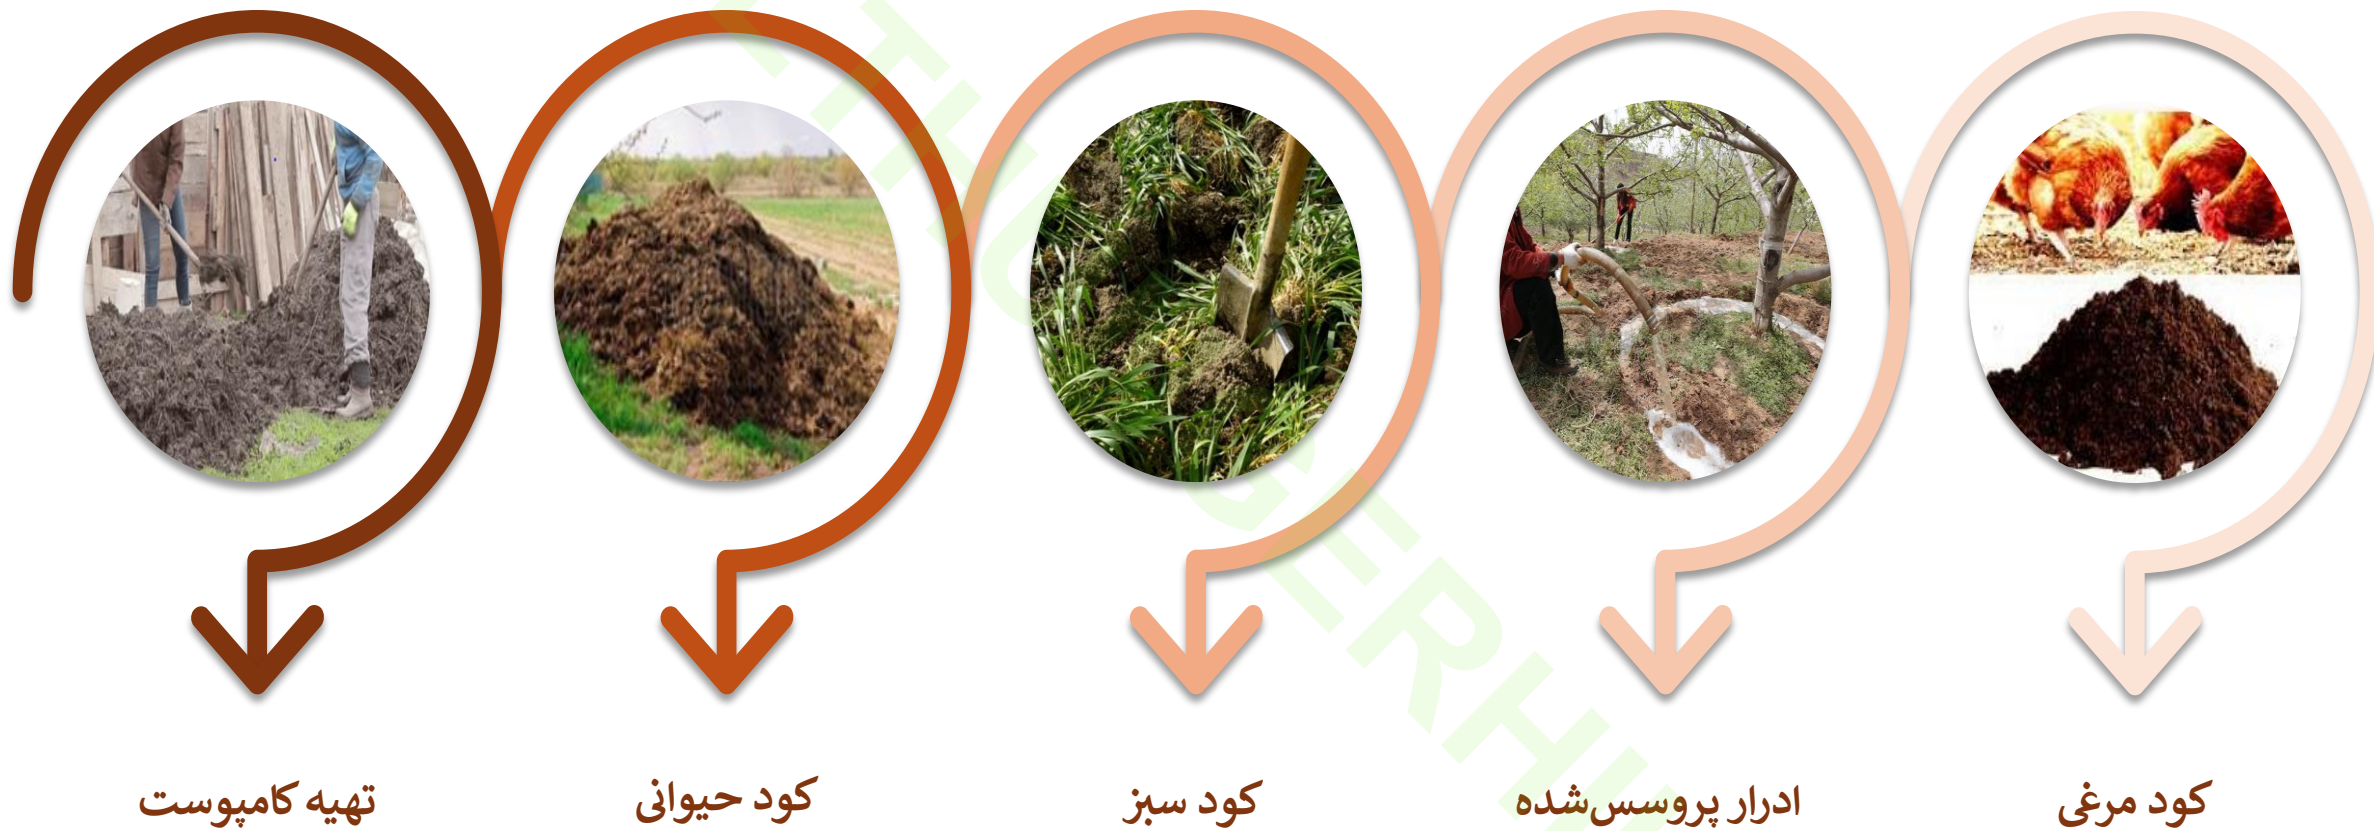 کود مرغی
ادرار پروسس‌شده
کود سبز
کود حیوانی
تهیه کامپوست